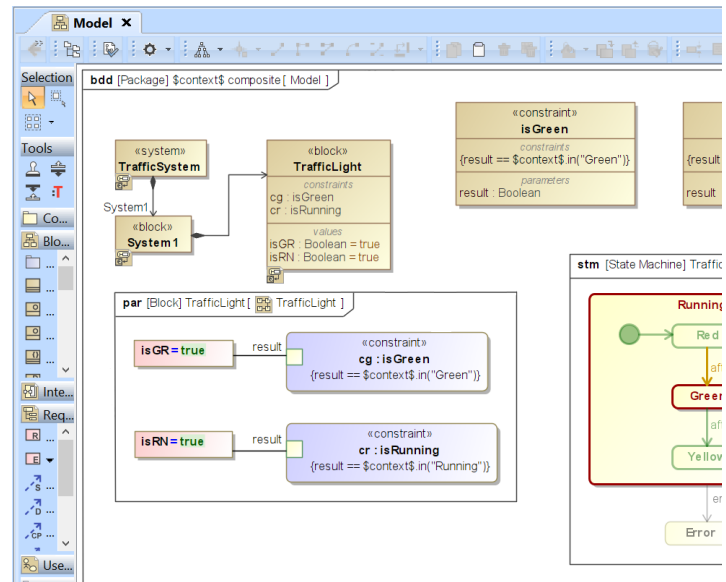 Model
Selection
Tools
Co...
Blo...
...
...
...
...
...
Inte...
Req...
R ...
E
S ...
D ...
CP ...
Use...
bdd [Package] $context$ composite [ Model ]
«system»
TrafficSystem
System1
«block»
System1
«block»
TrafficLight
constraints
cg : isGreen
cr : isRunning
values
isGR : Boolean = true
isRN : Boolean = true
«constraint»
isGreen
constraints
{result == $context$.in("Green")}
parameters
result : Boolean
{result
result
par [Block] TrafficLight [ TrafficLight ]
isGR = true
result
«constraint»
cg : isGreen
{result == $context$.in("Green")}
isRN = true
result
«constraint»
cr : isRunning
{result == $context$.in("Running")}
stm [State Machine] Traffic
Running
Red
af
Green
af
Yellow
er
Error